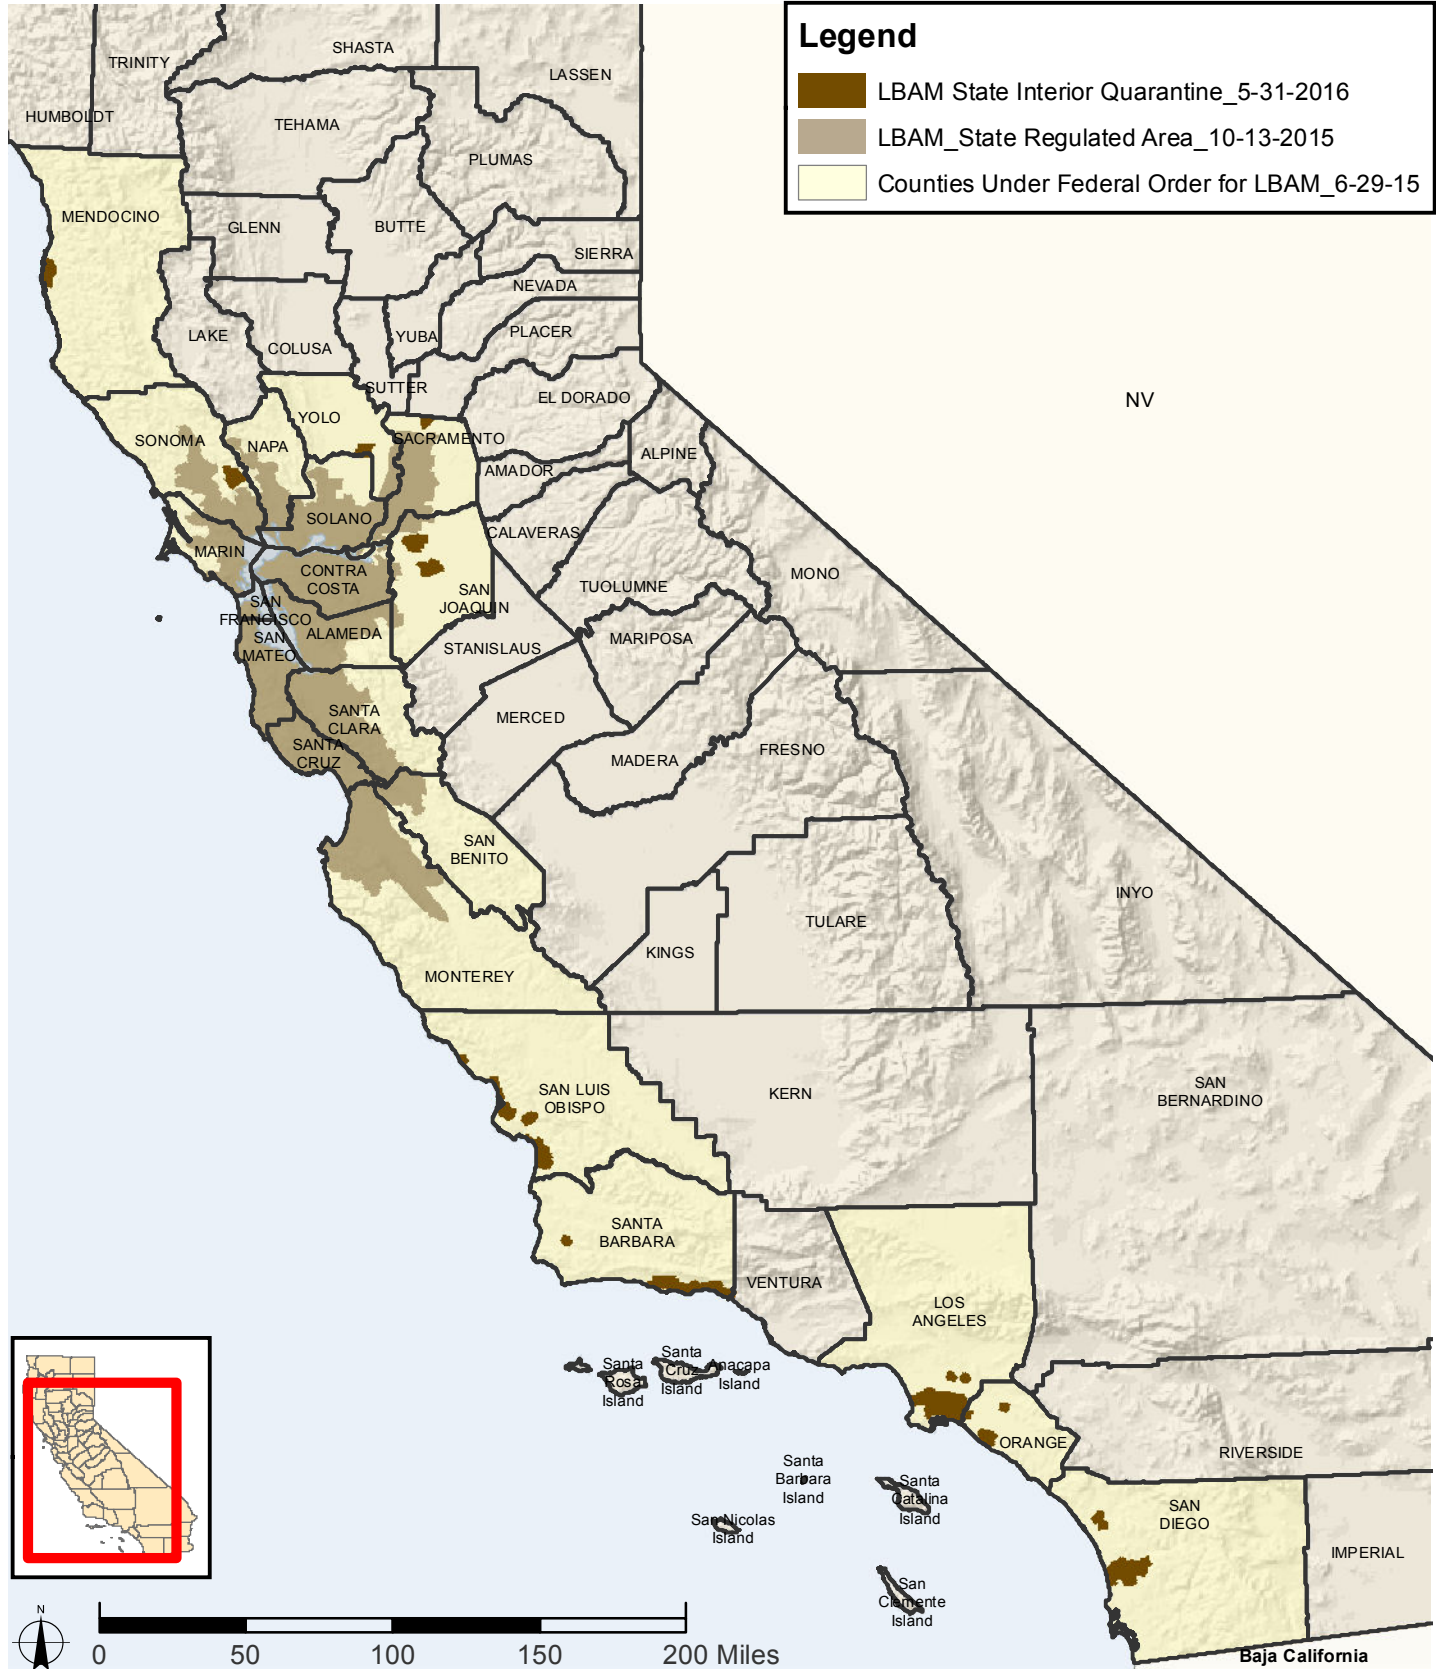 Legend
LBAM State Interior Quarantine_5-31-2016
LBAM_State Regulated Area_10-13-2015
Counties Under Federal Order for LBAM_6-29-15
SHASTA
TRINITY
LASSEN
HUMBOLDT
TEHAMA
PLUMAS
MENDOCINO
GLENN
BUTTE
SIERRA
NEVADA
LAKE
COLUSA
YUBA
PLACER
SUTTER
EL DORADO
NV
YOLO
SONOMA
NAPA
SACRAMENTO
ALPINE
AMADOR
SOLANO
CALAVERAS
MARIN
CONTRA
COSTA
MONO
TUOLUMNE
SAN
JOAQUIN
SAN
FRANCISCO
SAN
MATEO
ALAMEDA
STANISLAUS
MARIPOSA
SANTA
CLARA
MERCED
SANTA
CRUZ
MADERA
FRESNO
SAN
BENITO
INYO
TULARE
KINGS
MONTEREY
SAN LUIS
OBISPO
KERN
SAN
BERNARDINO
SANTA
BARBARA
VENTURA
LOS
ANGELES
Santa
Rosa
Island
Santa
Cruz
Island
Anacapa
Island
ORANGE
RIVERSIDE
Santa
Barbara
Island
Santa
Catalina
Island
San Nicolas
Island
SAN
DIEGO
IMPERIAL
San
Clemente
Island
N
0 50 100 150 200 Miles
Baja California